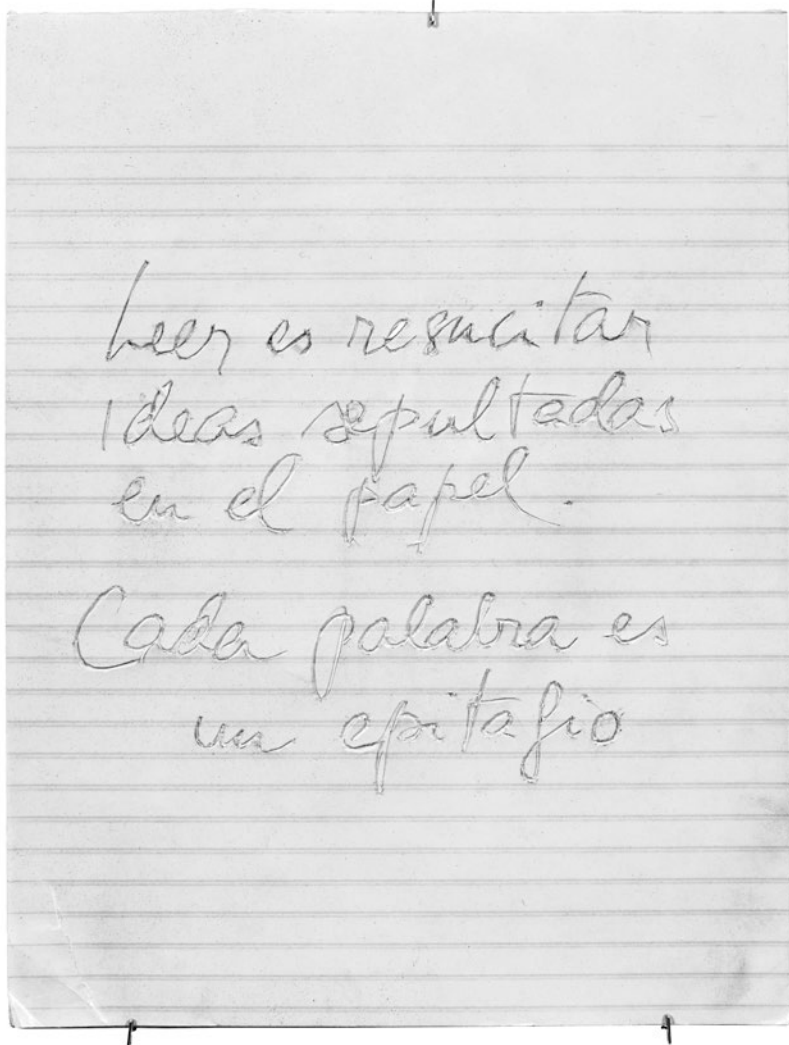 Leer es resucitar
ideas sepultadas
en el papel.
Cada palabra es
un epitafio